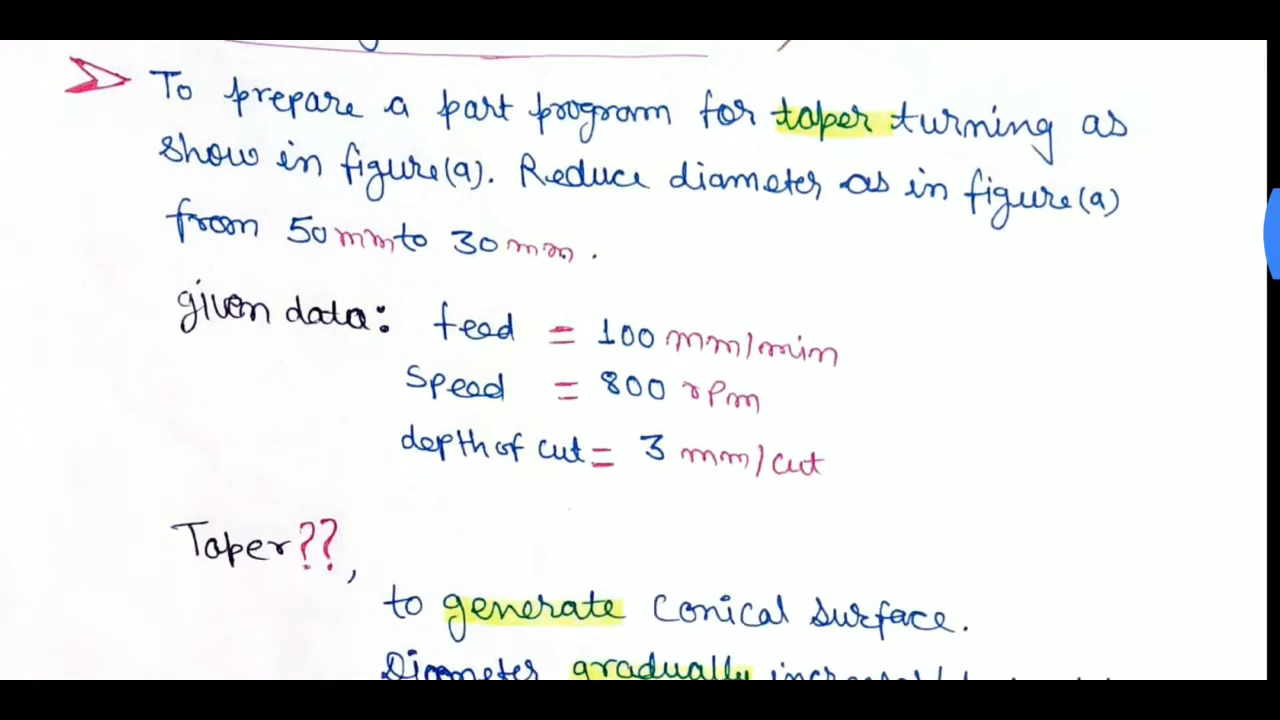 To prepare a part program for taper turning as
show in figure(a). Reduce diameter as in figure(a)
from 50mm to 30mm.
given data: feed = 100 mm/min
Speed = 800 rpm
depth of cut = 3 mm/cut
Taper??,
to generate Conical surface.
Diameter gradually